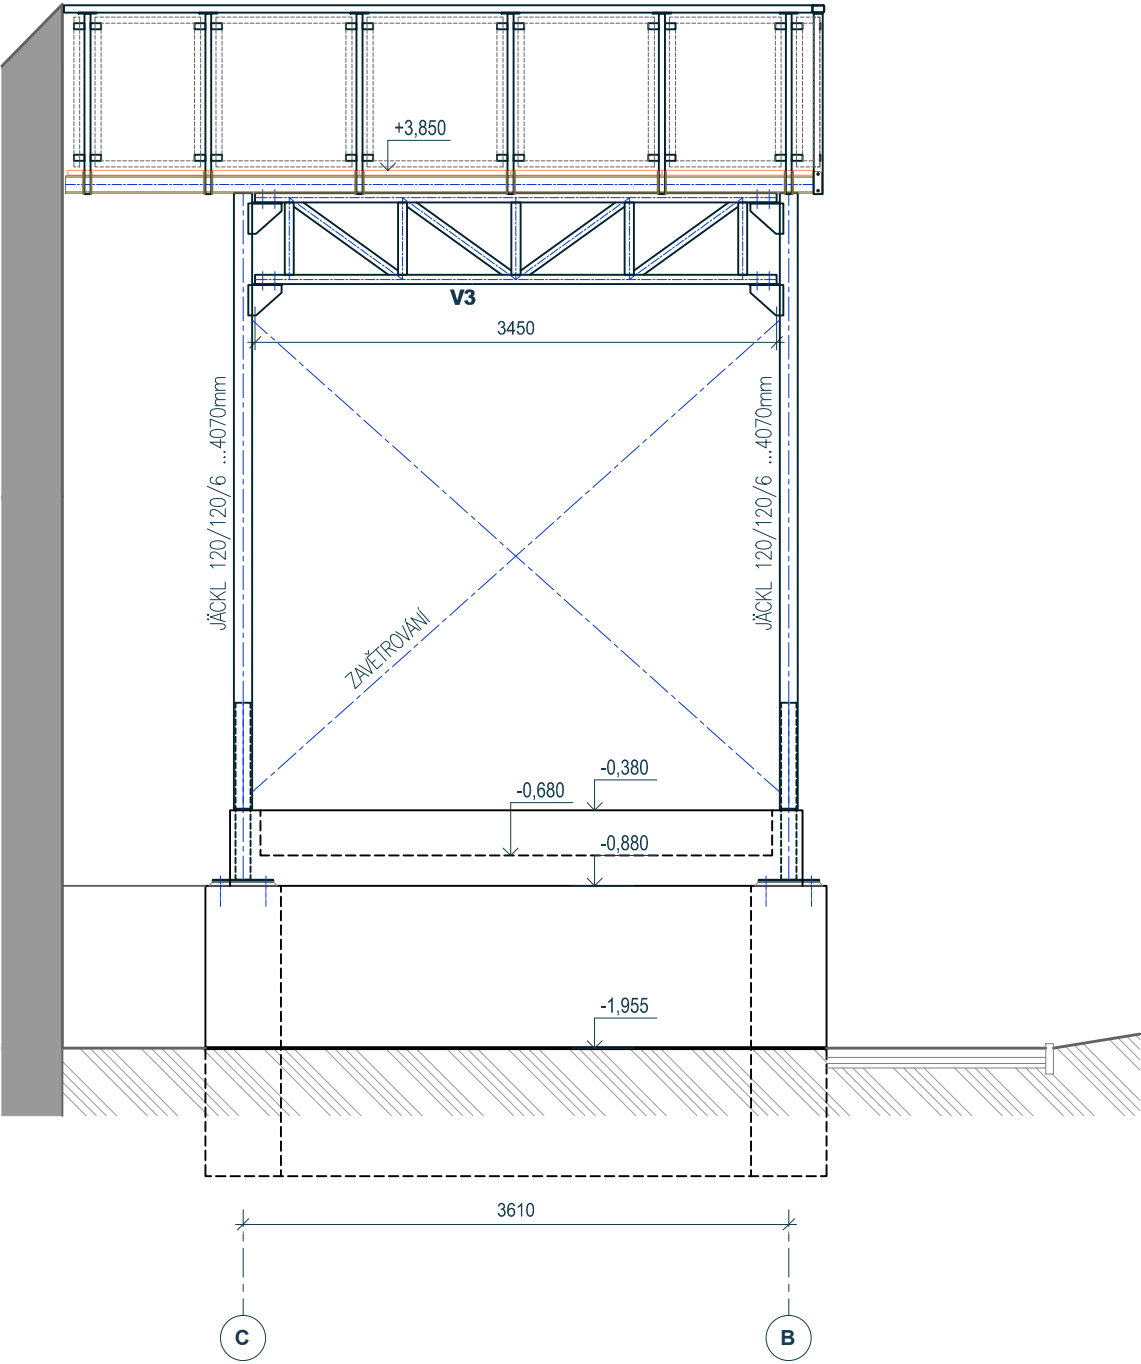 +3,850
V3
3450
JÄCKL 120/120/6 ...4070mm
JÄCKL 120/120/6 ...4070mm
ZAVĚTROVÁNÍ
-0,380
-0,680
-0,880
-1,955
3610
C
B